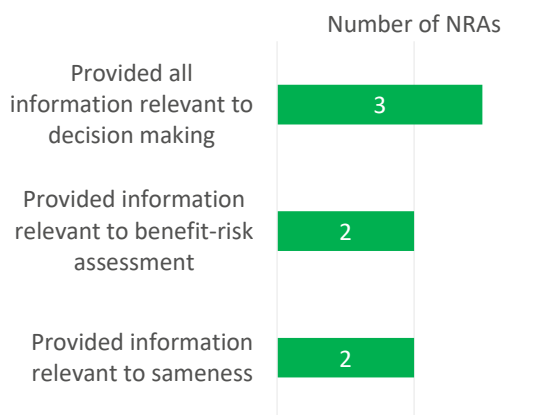 Number of NRAs
Provided all
information relevant to
decision making
3
Provided information
relevant to benefit-risk
assessment
2
Provided information
relevant to sameness
2